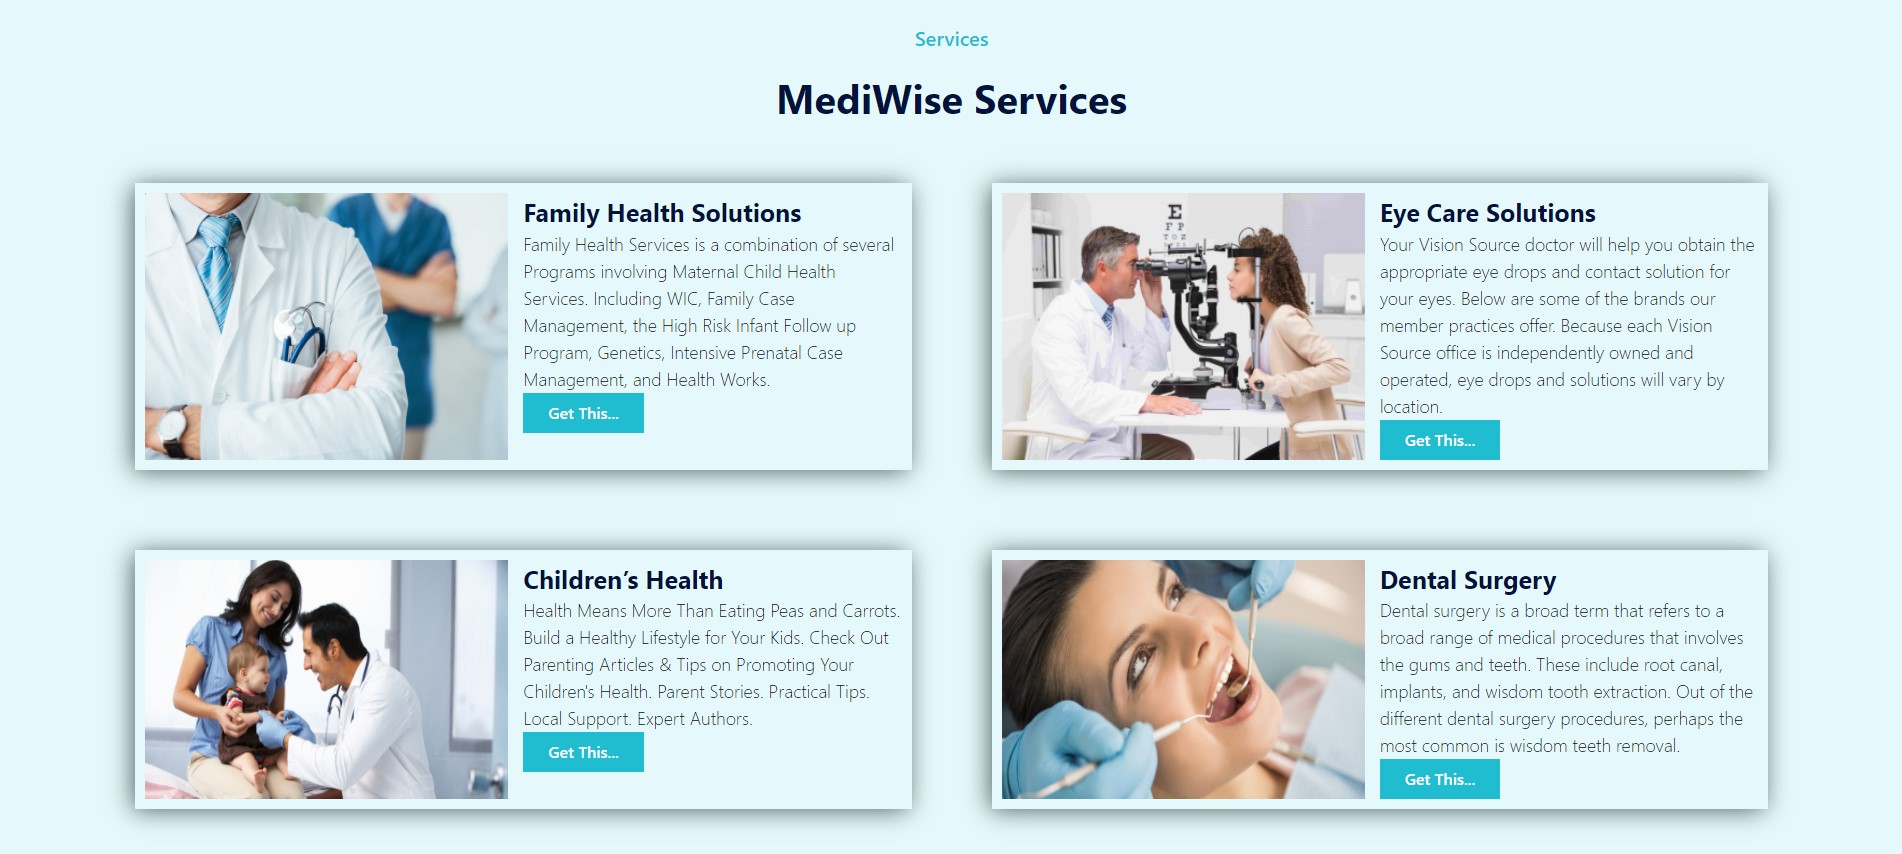 Services
MediWise Services
Family Health Solutions
Family Health Services is a combination of several
Programs involving Maternal Child Health
Services. Including WIC, Family Case
Management, the High Risk Infant Follow up
Program, Genetics, Intensive Prenatal Case
Management, and Health Works.
Get This...
E
F P
T O Z
Eye Care Solutions
Your Vision Source doctor will help you obtain the
appropriate eye drops and contact solution for
your eyes. Below are some of the brands our
member practices offer. Because each Vision
Source office is independently owned and
operated, eye drops and solutions will vary by
location.
Get This...
Children’s Health
Health Means More Than Eating Peas and Carrots.
Build a Healthy Lifestyle for Your Kids. Check Out
Parenting Articles & Tips on Promoting Your
Children's Health. Parent Stories. Practical Tips.
Local Support. Expert Authors.
Get This...
Dental Surgery
Dental surgery is a broad term that refers to a
broad range of medical procedures that involves
the gums and teeth. These include root canal,
implants, and wisdom tooth extraction. Out of the
different dental surgery procedures, perhaps the
most common is wisdom teeth removal.
Get This...